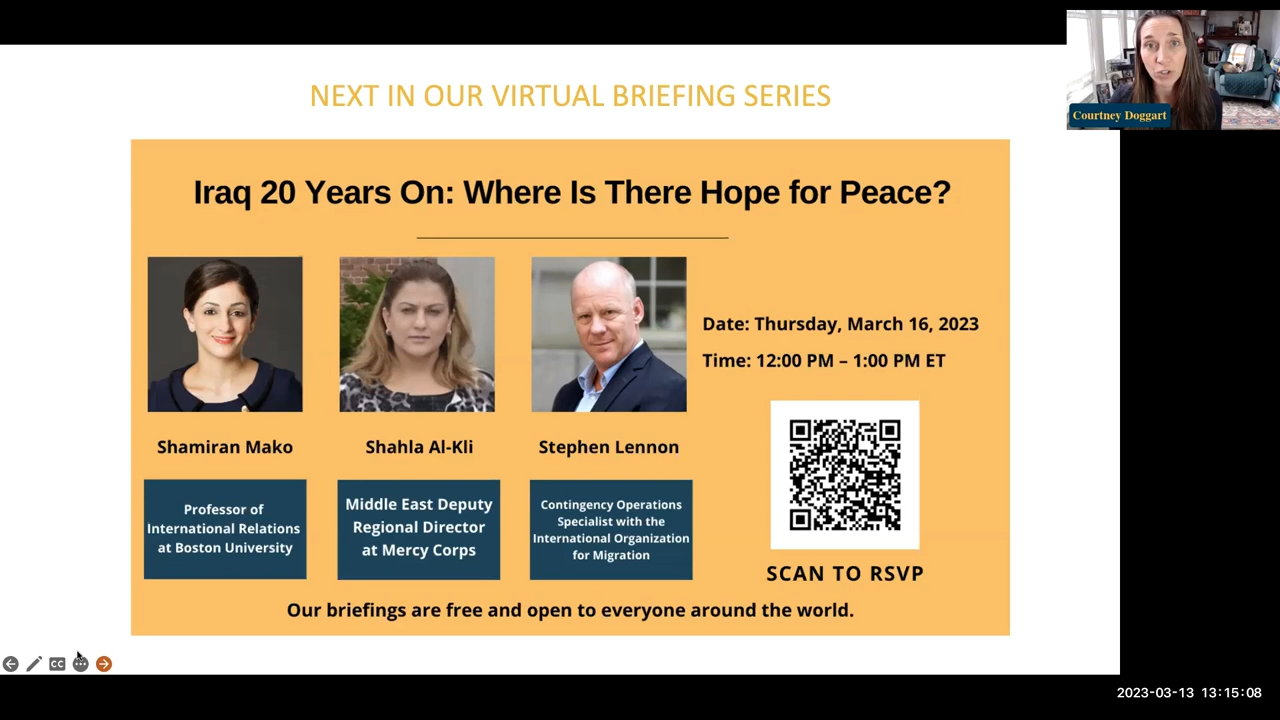 NEXT IN OUR VIRTUAL BRIEFING SERIES
Courtney Doggart
Iraq 20 Years On: Where Is There Hope for Peace?
Date: Thursday, March 16, 2023
Time: 12:00 PM – 1:00 PM ET
Shamiran Mako
Professor of
International Relations
at Boston University
Shahla Al-Kli
Middle East Deputy
Regional Director
at Mercy Corps
Stephen Lennon
Contingency Operations
Specialist with the
International Organization
for Migration
SCAN TO RSVP
Our briefings are free and open to everyone around the world.
CC
2023-03-13 13:15:08